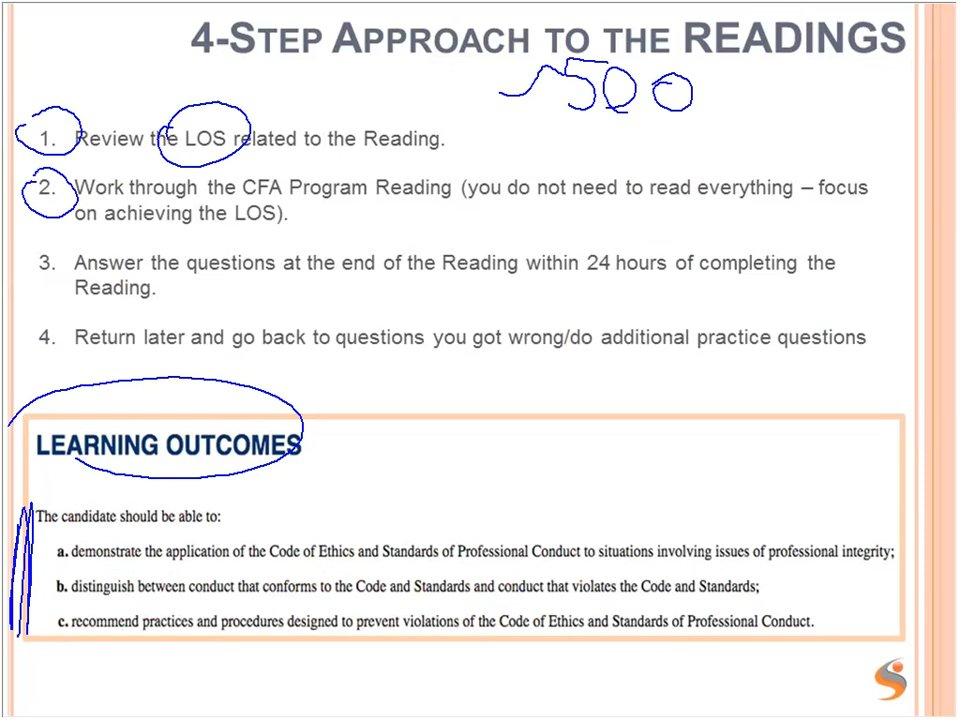 4-STEP APPROACH TO THE READINGS
~500
1. Review the LOS related to the Reading.
2. Work through the CFA Program Reading (you do not need to read everything – focus
on achieving the LOS).
3. Answer the questions at the end of the Reading within 24 hours of completing the
Reading.
4. Return later and go back to questions you got wrong/do additional practice questions
LEARNING OUTCOMES
The candidate should be able to:
a. demonstrate the application of the Code of Ethics and Standards of Professional Conduct to situations involving issues of professional integrity;
b. distinguish between conduct that conforms to the Code and Standards and conduct that violates the Code and Standards;
c. recommend practices and procedures designed to prevent violations of the Code of Ethics and Standards of Professional Conduct.